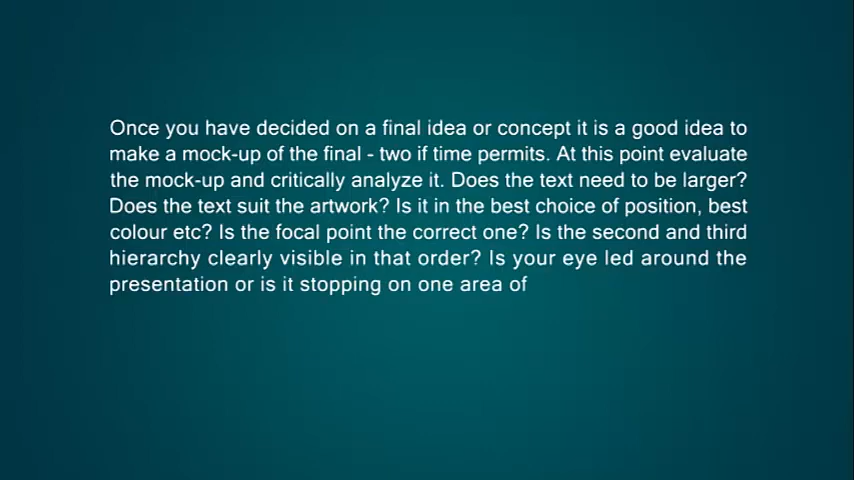 Once you have decided on a final idea or concept it is a good idea to
make a mock-up of the final - two if time permits. At this point evaluate
the mock-up and critically analyze it. Does the text need to be larger?
Does the text suit the artwork? Is it in the best choice of position, best
colour etc? Is the focal point the correct one? Is the second and third
hierarchy clearly visible in that order? Is your eye led around the
presentation or is it stopping on one area of